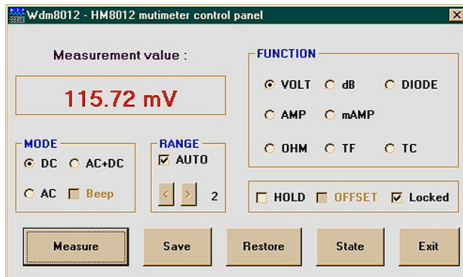 Wdm8012 - HM8012 mutimeter control panel
Measurement value :
115.72 mV
FUNCTION
VOLT dB DIODE
AMP mAMP
OHM TF TC
MODE
DC AC+DC
AC Beep
RANGE
AUTO
< > 2
HOLD OFFSET Locked
Measure Save Restore State Exit